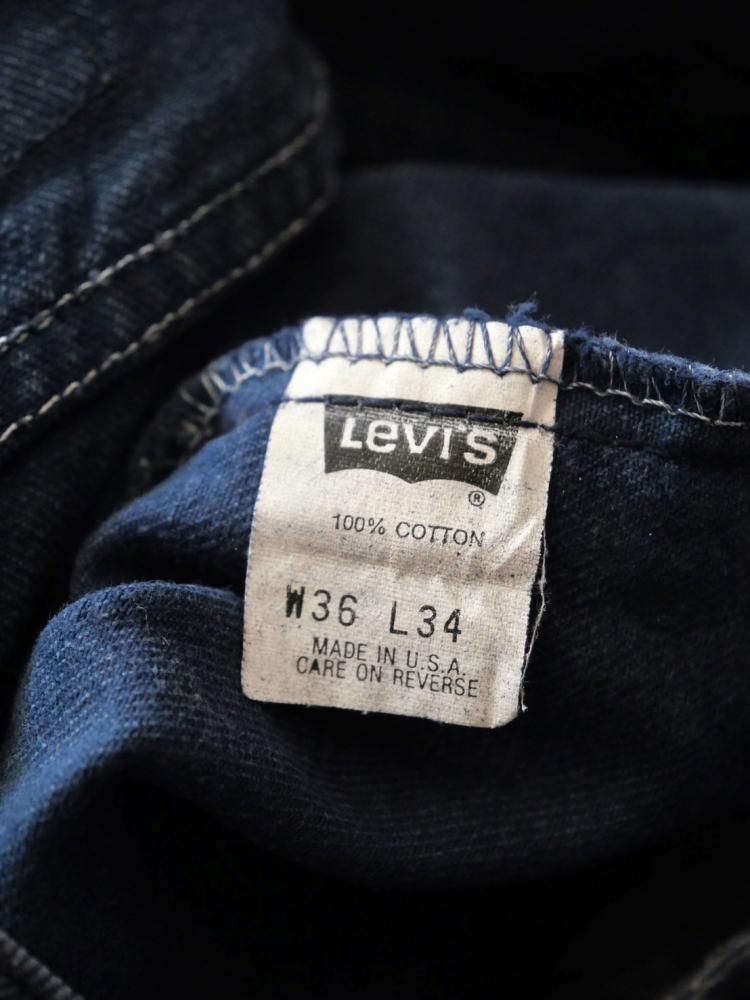 Levi's
®
100% COTTON
W36 L34
MADE IN U.S.A.
CARE ON REVERSE